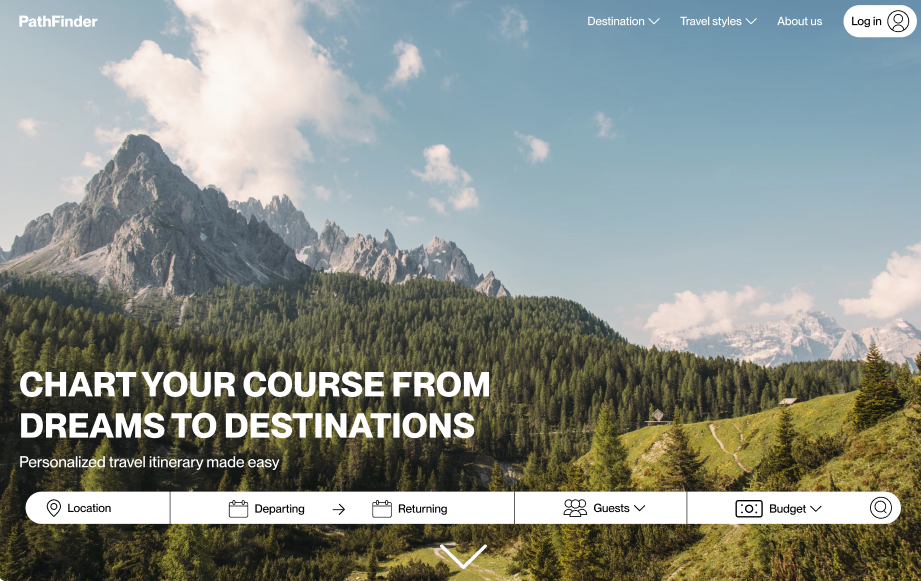 PathFinder
Destination
Travel styles
About us
Log in
CHART YOUR COURSE FROM
DREAMS TO DESTINATIONS
Personalized travel itinerary made easy
Location
Departing
Returning
Guests
Budget